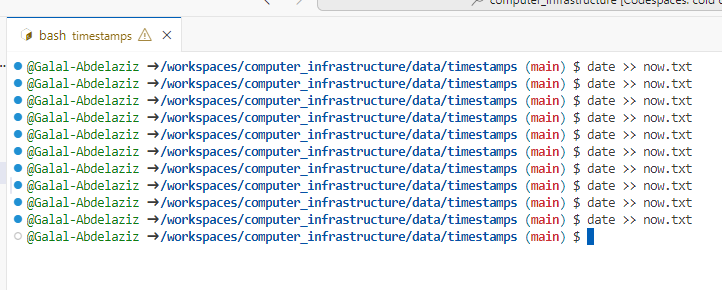 computer_infrastructure [Codespaces:
bash timestamps
@Galal-Abdelaziz ➜/workspaces/computer_infrastructure/data/timestamps (main) $ date >> now.txt
@Galal-Abdelaziz ➜/workspaces/computer_infrastructure/data/timestamps (main) $ date >> now.txt
@Galal-Abdelaziz ➜/workspaces/computer_infrastructure/data/timestamps (main) $ date >> now.txt
@Galal-Abdelaziz ➜/workspaces/computer_infrastructure/data/timestamps (main) $ date >> now.txt
@Galal-Abdelaziz ➜/workspaces/computer_infrastructure/data/timestamps (main) $ date >> now.txt
@Galal-Abdelaziz ➜/workspaces/computer_infrastructure/data/timestamps (main) $ date >> now.txt
@Galal-Abdelaziz ➜/workspaces/computer_infrastructure/data/timestamps (main) $ date >> now.txt
@Galal-Abdelaziz ➜/workspaces/computer_infrastructure/data/timestamps (main) $ date >> now.txt
@Galal-Abdelaziz ➜/workspaces/computer_infrastructure/data/timestamps (main) $ date >> now.txt
@Galal-Abdelaziz ➜/workspaces/computer_infrastructure/data/timestamps (main) $ date >> now.txt
@Galal-Abdelaziz ➜/workspaces/computer_infrastructure/data/timestamps (main) $